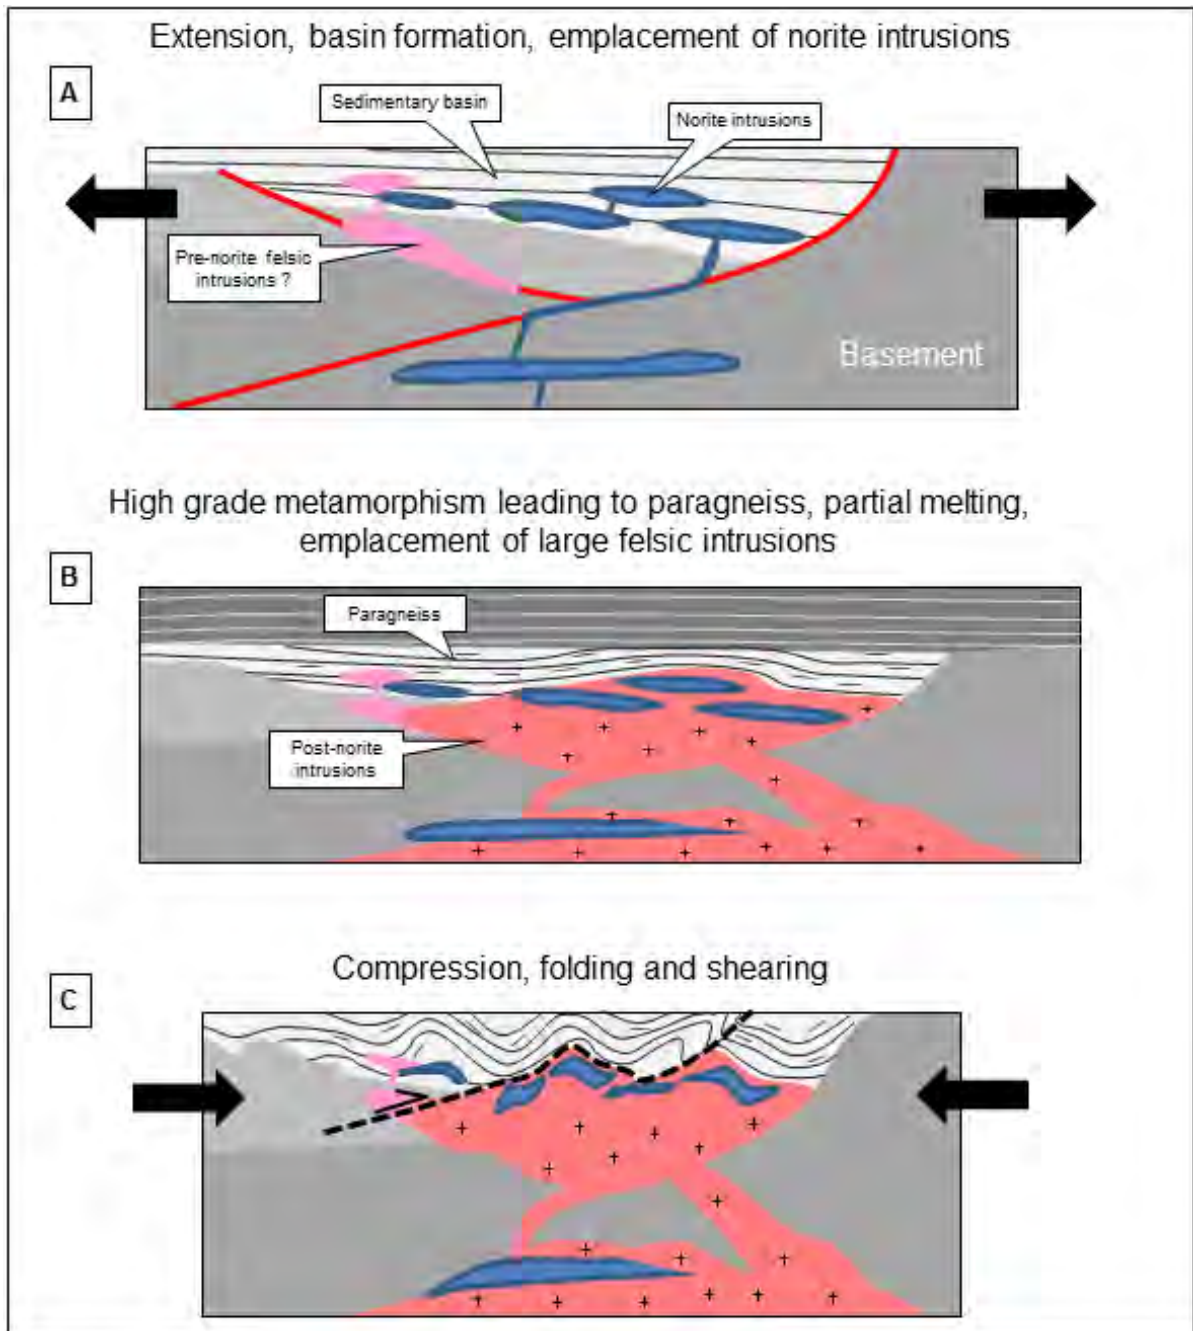 Extension, basin formation, emplacement of norite intrusions
A
Sedimentary basin
Norite intrusions
Pre-norite felsic
intrusions ?
Basement
High grade metamorphism leading to paragneiss, partial melting,
emplacement of large felsic intrusions
B
Paragneiss
Post-norite
intrusions
Compression, folding and shearing
C